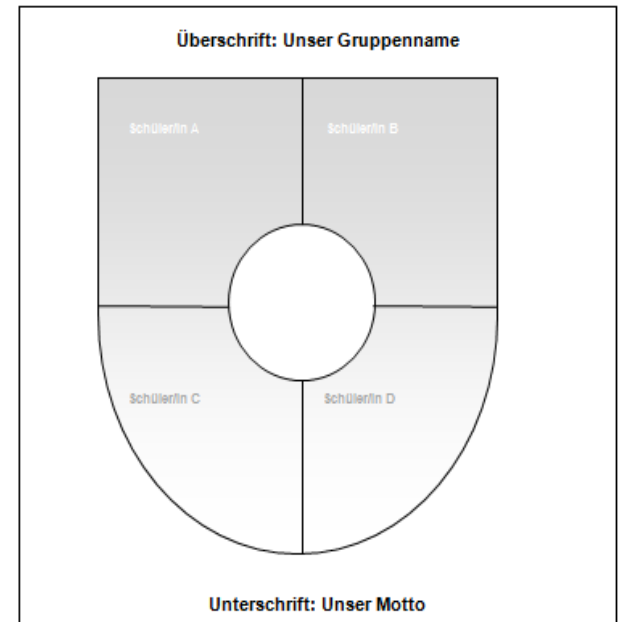 Überschrift: Unser Gruppenname
Schüler/in A
Schüler/in B
Schüler/in C
Schüler/in D
Unterschrift: Unser Motto